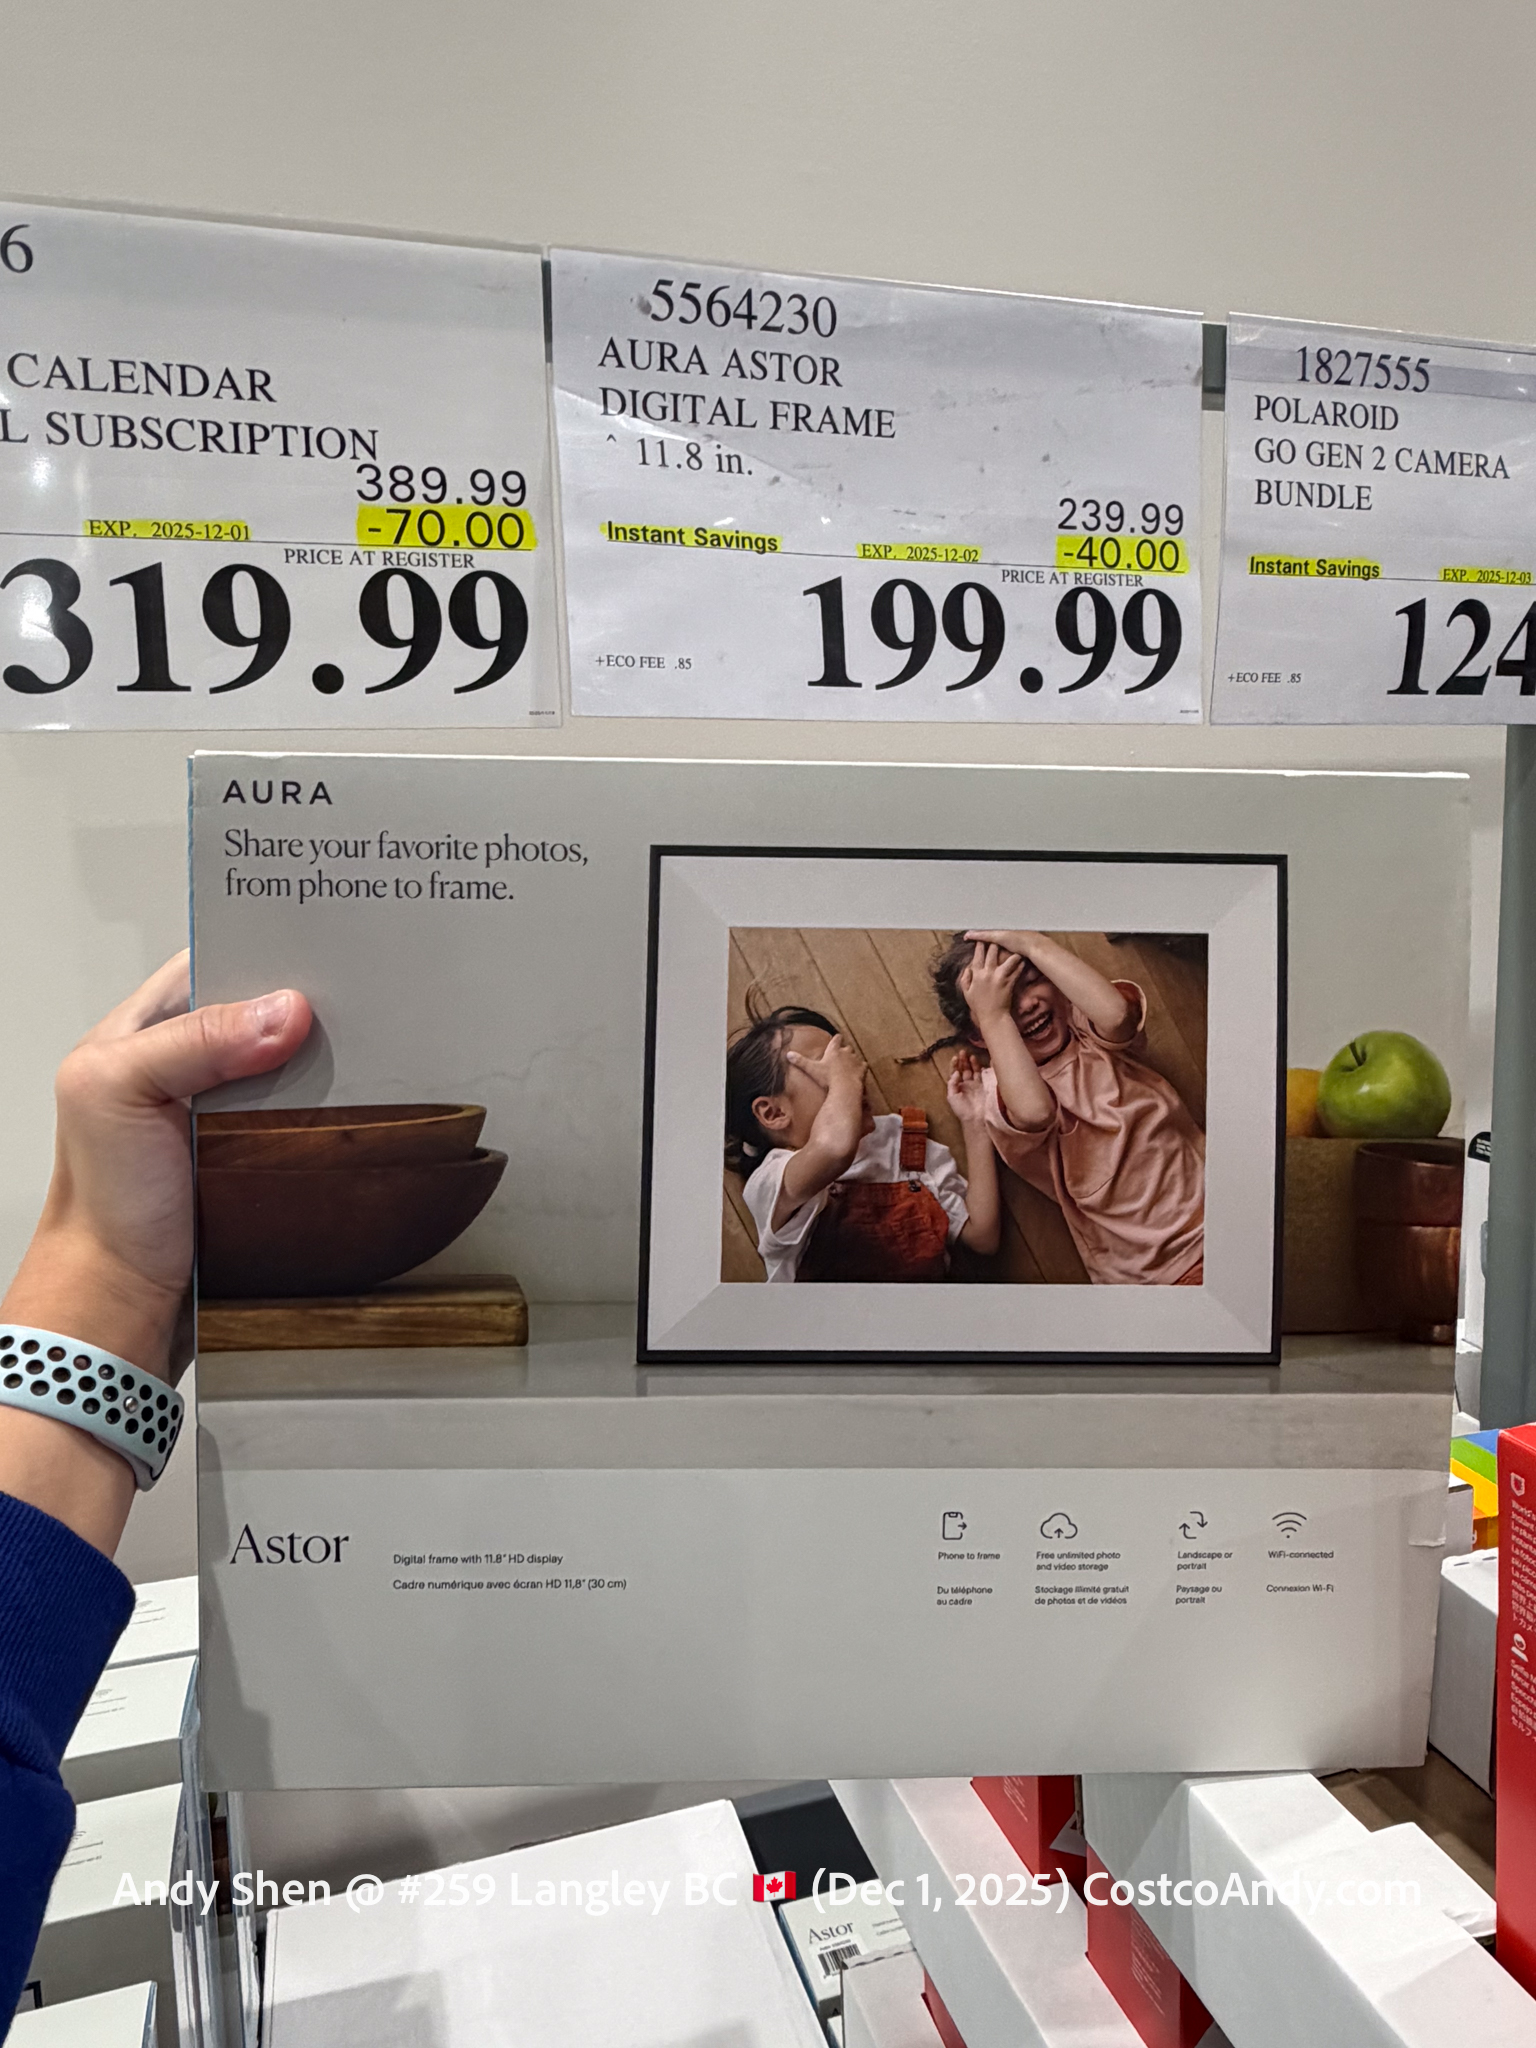 6
CALENDAR
L SUBSCRIPTION
389.99
EXP. 2025-12-01
-70.00
PRICE AT REGISTER
319.99
5564230
AURA ASTOR
DIGITAL FRAME
^ 11.8 in.
239.99
Instant Savings
EXP. 2025-12-02
-40.00
PRICE AT REGISTER
199.99
+ECO FEE .85
1827555
POLAROID
GO GEN 2 CAMERA
BUNDLE
Instant Savings
EXP. 2025-12-03
124
+ECO FEE .85
AURA
Share your favorite photos,
from phone to frame.
Astor
Digital frame with 11.8" HD display
Cadre numérique avec écran HD 11,8" (30 cm)
Phone to frame
Du téléphone
au cadre
Free unlimited photo
and video storage
Stockage illimité gratuit
de photos et de vidéos
Landscape or
portrait
Paysage ou
portrait
WiFi-connected
Connexion Wi-Fi
Andy Shen @ #259 Langley BC 🇨🇦 (Dec 1, 2025) CostcoAndy.com
Astor